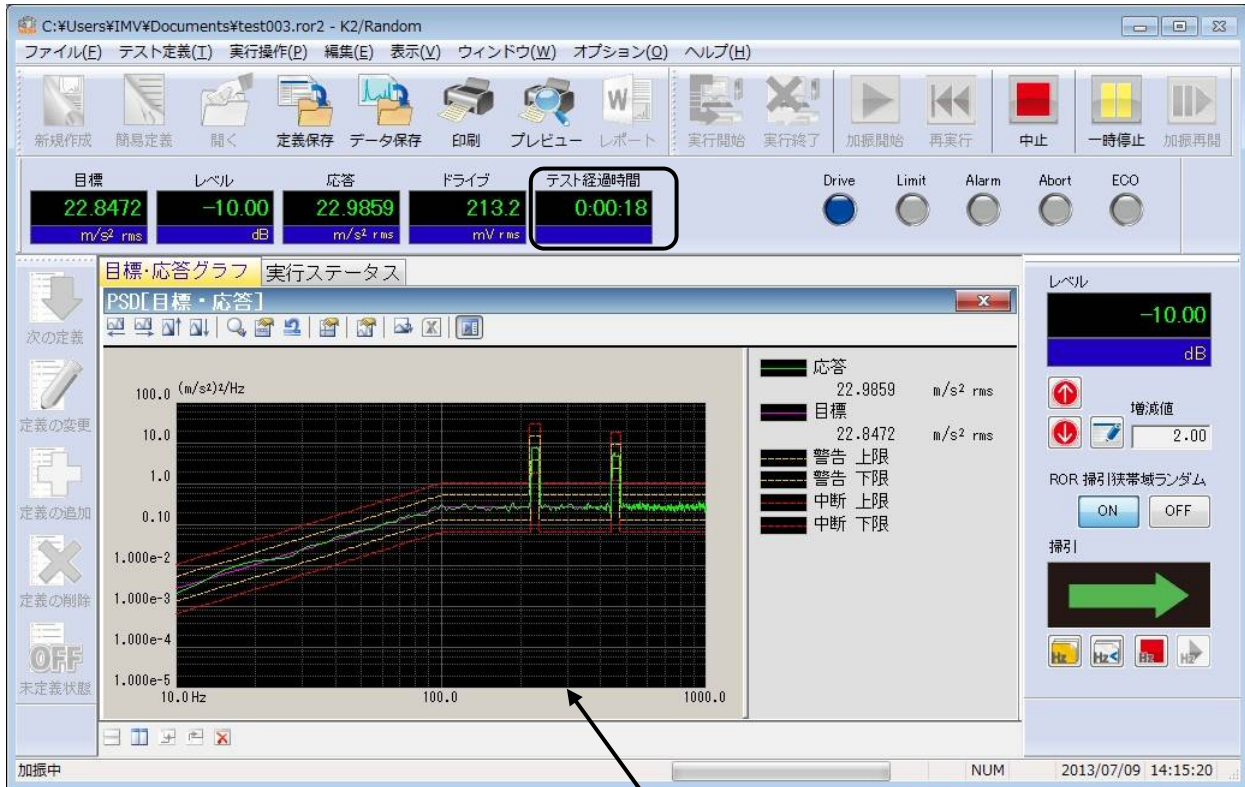 C:¥Users¥IMV¥Documents¥test003.ror2 - K2/Random
ファイル(F) テスト定義(T) 実行操作(P) 編集(E) 表示(V) ウィンドウ(W) オプション(O) ヘルプ(H)
新規作成 簡易定義 開く 定義保存 データ保存 印刷 プレビュー レポート 実行開始 実行終了 加振開始 再実行 中止 一時停止 加振再開
目標 レベル 応答 ドライブ テスト経過時間 Drive Limit Alarm Abort ECO
22.8472 -10.00 22.9859 213.2 0:00:18
m/s² rms dB m/s² rms mV rms
目標・応答グラフ 実行ステータス
PSD[目標・応答]
次の定義
定義の変更
定義の追加
定義の削除
OFF
未定義状態
100.0 (m/s2)2/Hz
10.0
1.0
0.10
1.000e-2
1.000e-3
1.000e-4
1.000e-5
10.0 Hz 100.0 1000.0
応答
22.9859 m/s² rms
目標
22.8472 m/s² rms
警告 上限
警告 下限
中断 上限
中断 下限
レベル
-10.00
dB
増減値
2.00
ROR 掃引狭帯域ランダム
ON OFF
掃引
Hz Hz< Hz Hz
加振中 NUM 2013/07/09 14:15:20